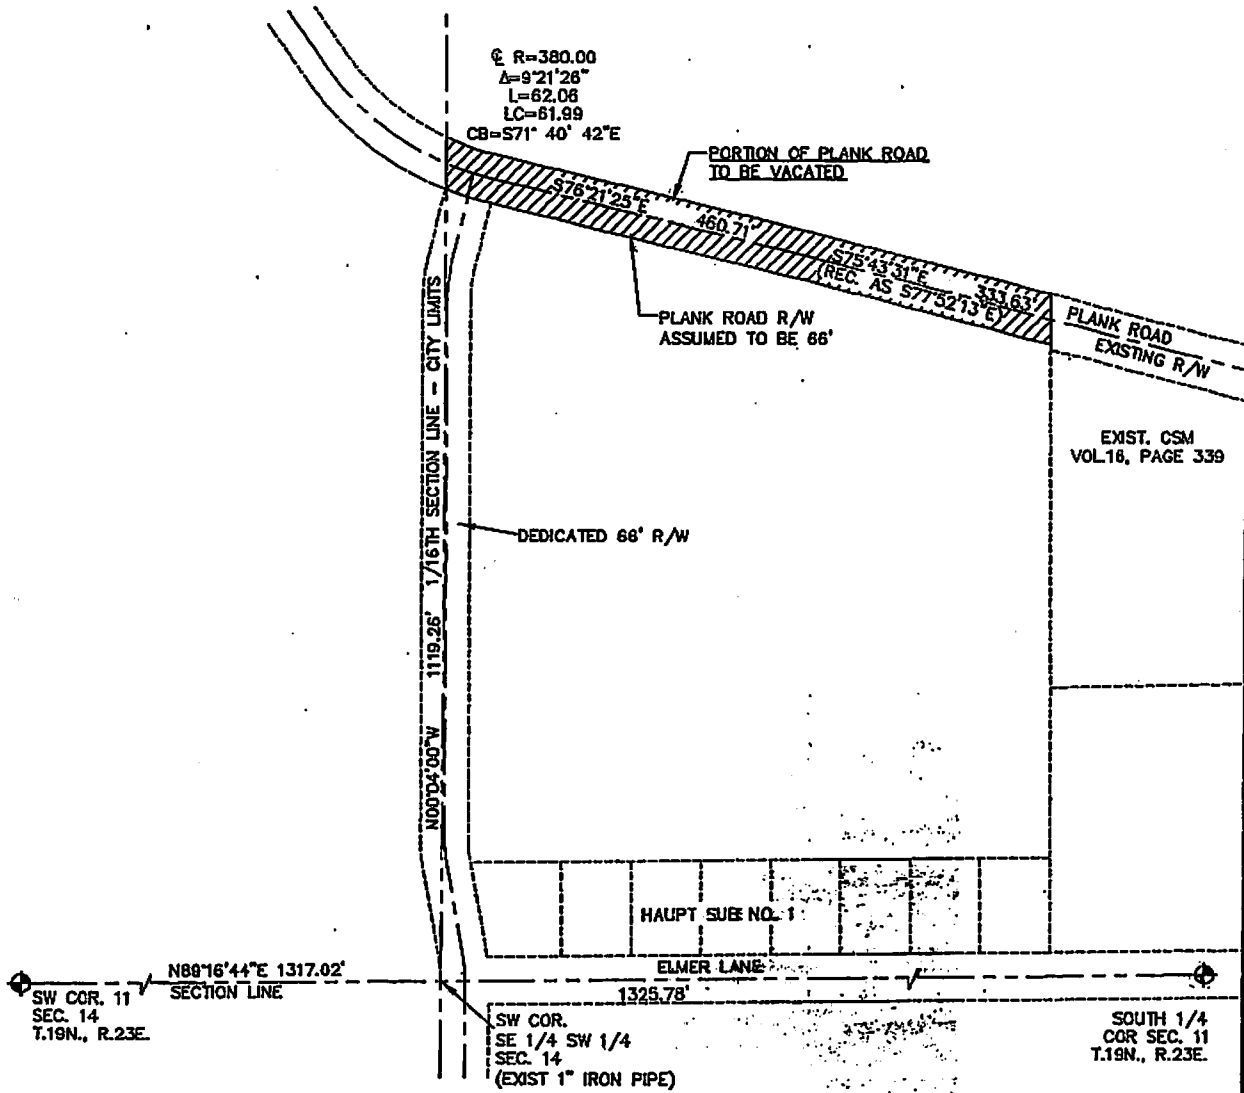 ℄ R=380.00
Δ=9°21'26"
L=62.06
LC=61.99
CB=S71° 40' 42"E
PORTION OF PLANK ROAD
TO BE VACATED
S76°21'25"E 460.71'
S75°43'31"E 333.63'
(REC. AS S77°52'13"E)
PLANK ROAD
EXISTING R/W
PLANK ROAD R/W
ASSUMED TO BE 66'
EXIST. CSM
VOL.16, PAGE 339
N00°04'00"W 1119.26' 1/16TH SECTION LINE - CITY LIMITS
DEDICATED 66' R/W
HAUPT SUB NO. 1
N89°16'44"E 1317.02'
SECTION LINE
ELMER LANE
1325.78'
SW COR. 11
SEC. 14
T.19N., R.23E.
SW COR.
SE 1/4 SW 1/4
SEC. 14
(EXIST 1" IRON PIPE)
SOUTH 1/4
COR SEC. 11
T.19N., R.23E.